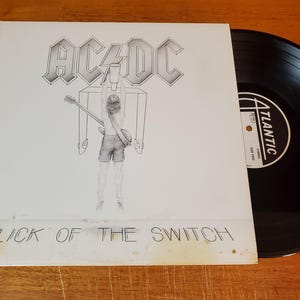 AC⚡DC
LICK OF THE SWITCH
ATLANTIC